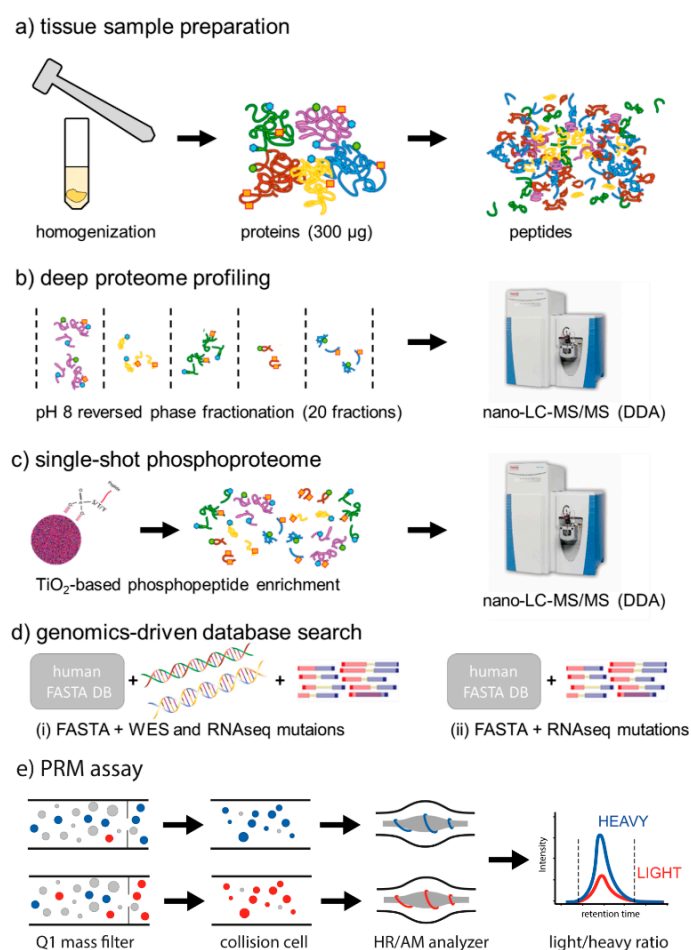 a) tissue sample preparation
homogenization
proteins (300 µg)
peptides
b) deep proteome profiling
pH 8 reversed phase fractionation (20 fractions)
nano-LC-MS/MS (DDA)
c) single-shot phosphoproteome
S/T/Y
TiO₂-based phosphopeptide enrichment
nano-LC-MS/MS (DDA)
d) genomics-driven database search
human
FASTA DB
+
+
human
FASTA DB
+
(i) FASTA + WES and RNAseq mutaions
(ii) FASTA + RNAseq mutations
e) PRM assay
HEAVY
Intensity
LIGHT
retention time
Q1 mass filter
collision cell
HR/AM analyzer
light/heavy ratio